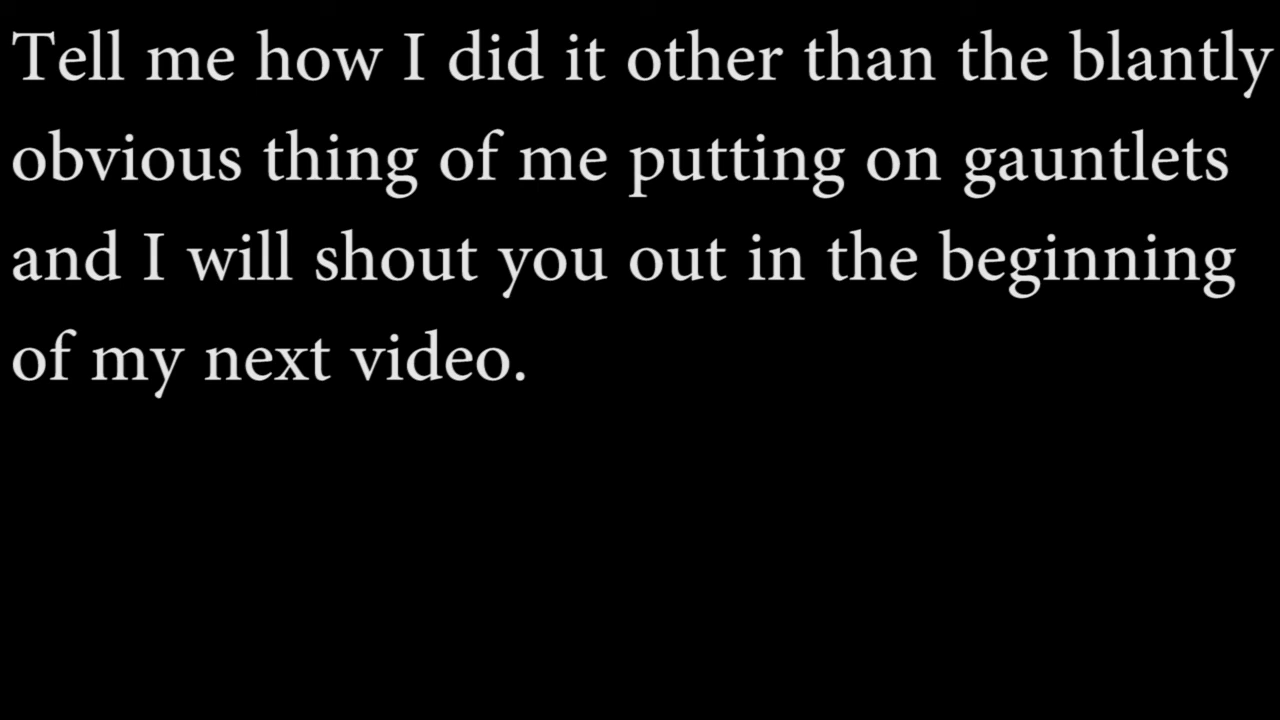 Tell me how I did it other than the blantly
obvious thing of me putting on gauntlets
and I will shout you out in the beginning
of my next video.